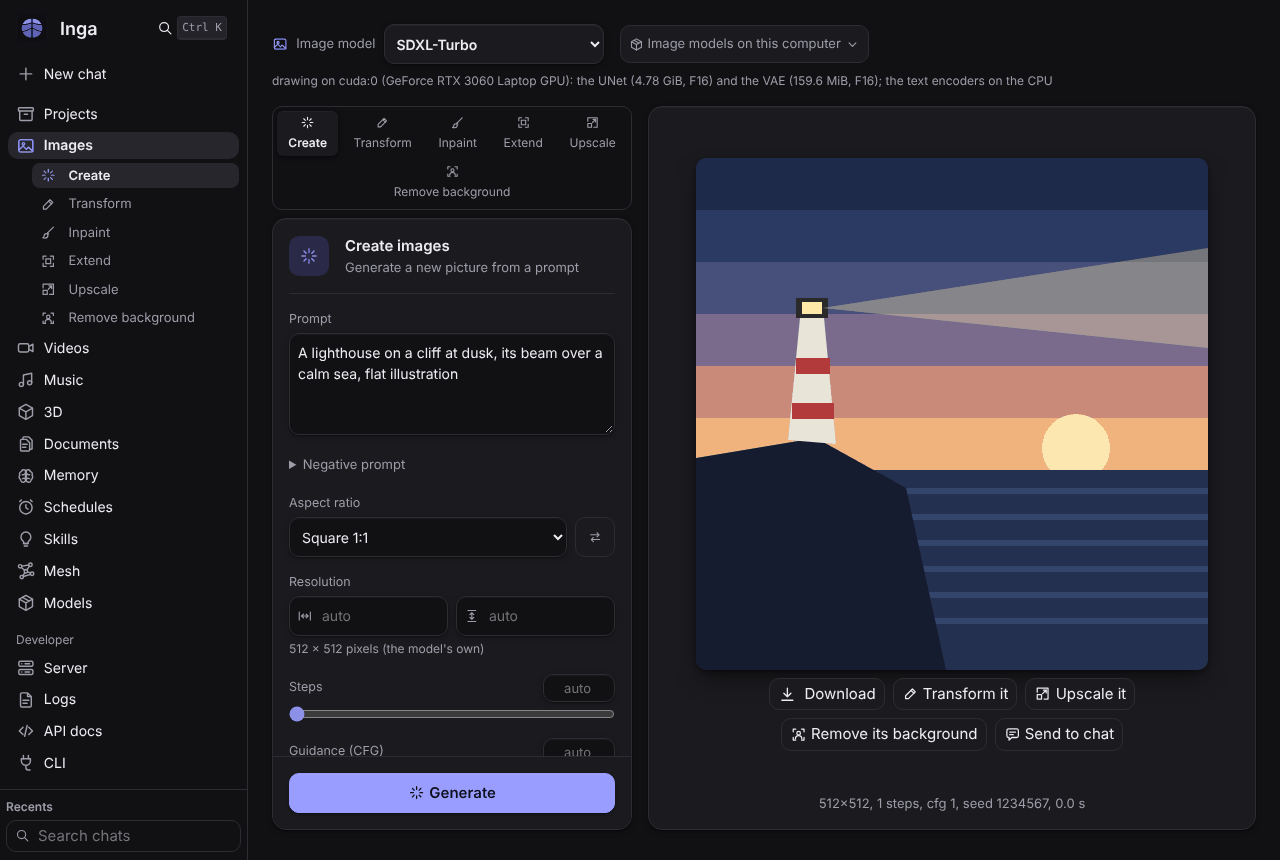 Inga
Ctrl K
New chat
Projects
Images
Create
Transform
Inpaint
Extend
Upscale
Remove background
Videos
Music
3D
Documents
Memory
Schedules
Skills
Mesh
Models
Developer
Server
Logs
API docs
CLI
Recents
Search chats
Image model
SDXL-Turbo
Image models on this computer
drawing on cuda:0 (GeForce RTX 3060 Laptop GPU): the UNet (4.78 GiB, F16) and the VAE (159.6 MiB, F16); the text encoders on the CPU
Create
Transform
Inpaint
Extend
Upscale
Remove background
Create images
Generate a new picture from a prompt
Prompt
A lighthouse on a cliff at dusk, its beam over a
calm sea, flat illustration
Negative prompt
Aspect ratio
Square 1:1
Resolution
auto
auto
512 × 512 pixels (the model's own)
Steps
auto
Guidance (CFG)
auto
Generate
Download
Transform it
Upscale it
Remove its background
Send to chat
512×512, 1 steps, cfg 1, seed 1234567, 0.0 s